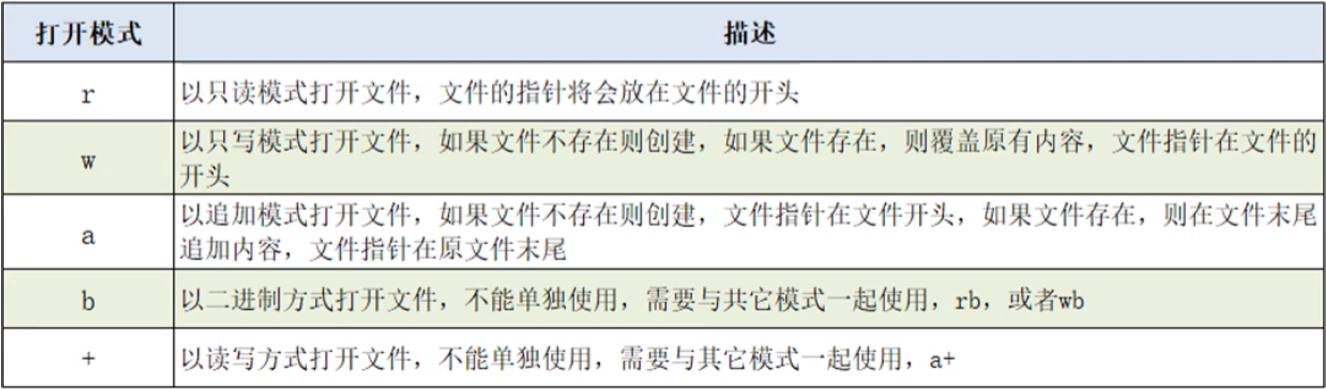 打开模式 描述
r 以只读模式打开文件，文件的指针将会放在文件的开头
w 以只写模式打开文件，如果文件不存在则创建，如果文件存在，则覆盖原有内容，文件指针在文件的
开头
a 以追加模式打开文件，如果文件不存在则创建，文件指针在文件开头，如果文件存在，则在文件末尾
追加内容，文件指针在原文件末尾
b 以二进制方式打开文件，不能单独使用，需要与共它模式一起使用，rb，或者wb
+ 以读写方式打开文件，不能单独使用，需要与其它模式一起使用，a+